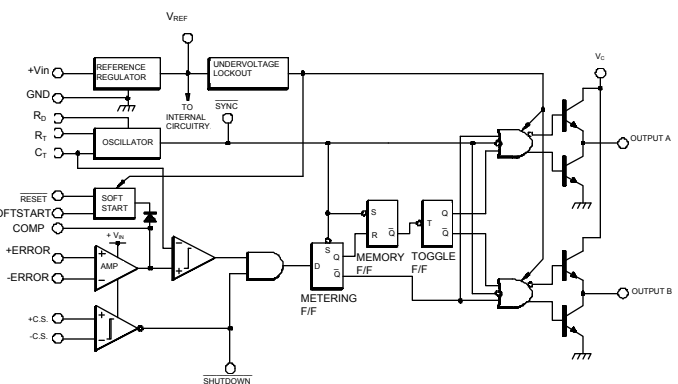 VREF
+Vin
REFERENCE
REGULATOR
UNDERVOLTAGE
LOCKOUT
VC
GND
TO
INTERNAL
CIRCUITRY
SYNC
RD
RT
OSCILLATOR
CT
OUTPUT A
RESET
SOFT
START
OFTSTART
COMP
+ VIN
+ERROR
-ERROR
+
-
AMP
-
+
S
R
Q
MEMORY
F/F
T
Q
Q
TOGGLE
F/F
S
D
Q
Q
METERING
F/F
+C.S.
-C.S.
+
-
OUTPUT B
SHUTDOWN